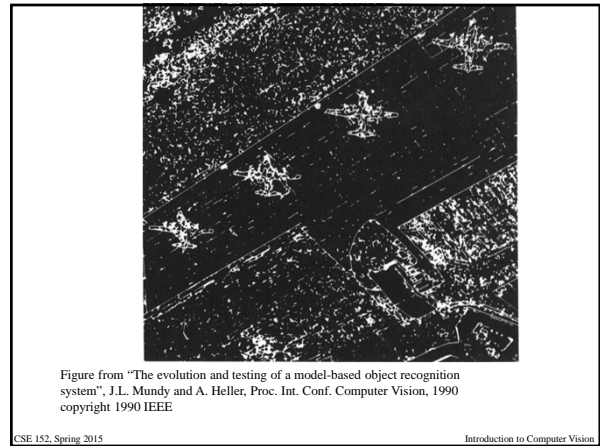 Figure from “The evolution and testing of a model-based object recognition
system”, J.L. Mundy and A. Heller, Proc. Int. Conf. Computer Vision, 1990
copyright 1990 IEEE
CSE 152, Spring 2015
Introduction to Computer Vision